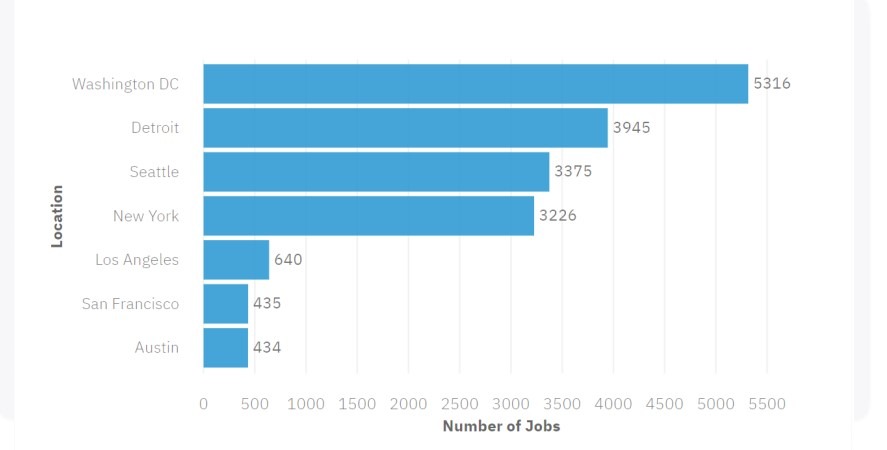 Location
Washington DC 5316
Detroit 3945
Seattle 3375
New York 3226
Los Angeles 640
San Francisco 435
Austin 434
0 500 1000 1500 2000 2500 3000 3500 4000 4500 5000 5500
Number of Jobs